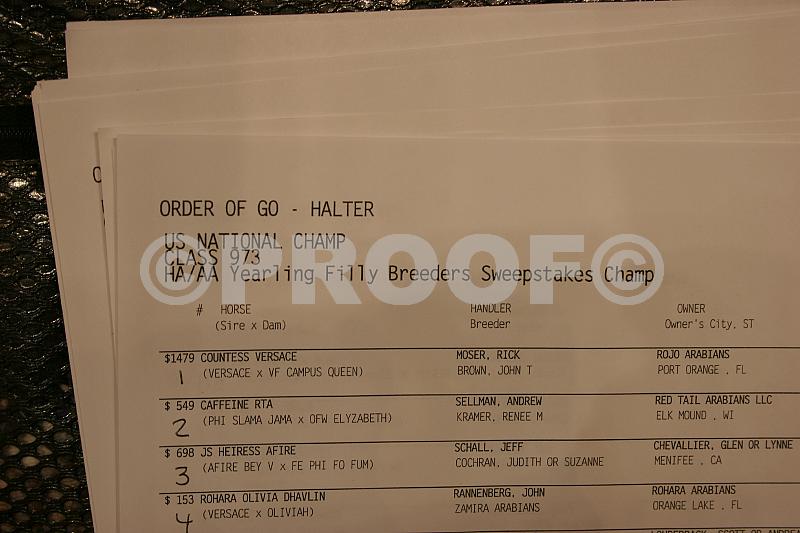 ORDER OF GO - HALTER
US NATIONAL CHAMP
CLASS 973
HA/AA Yearling Filly Breeders Sweepstakes Champ
©PROOF©
# HORSE HANDLER OWNER
(Sire x Dam) Breeder Owner's City, ST
$1479 COUNTESS VERSACE MOSER, RICK ROJO ARABIANS
1 (VERSACE x VF CAMPUS QUEEN) BROWN, JOHN T PORT ORANGE , FL
$ 549 CAFFEINE RTA SELLMAN, ANDREW RED TAIL ARABIANS LLC
2 (PHI SLAMA JAMA x OFW ELYZABETH) KRAMER, RENEE M ELK MOUND , WI
$ 698 JS HEIRESS AFIRE SCHALL, JEFF CHEVALLIER, GLEN OR LYNNE
3 (AFIRE BEY V x FE PHI FO FUM) COCHRAN, JUDITH OR SUZANNE MENIFEE , CA
$ 153 ROHARA OLIVIA DHAVLIN RANNENBERG, JOHN ROHARA ARABIANS
4 (VERSACE x OLIVIAH) ZAMIRA ARABIANS ORANGE LAKE , FL